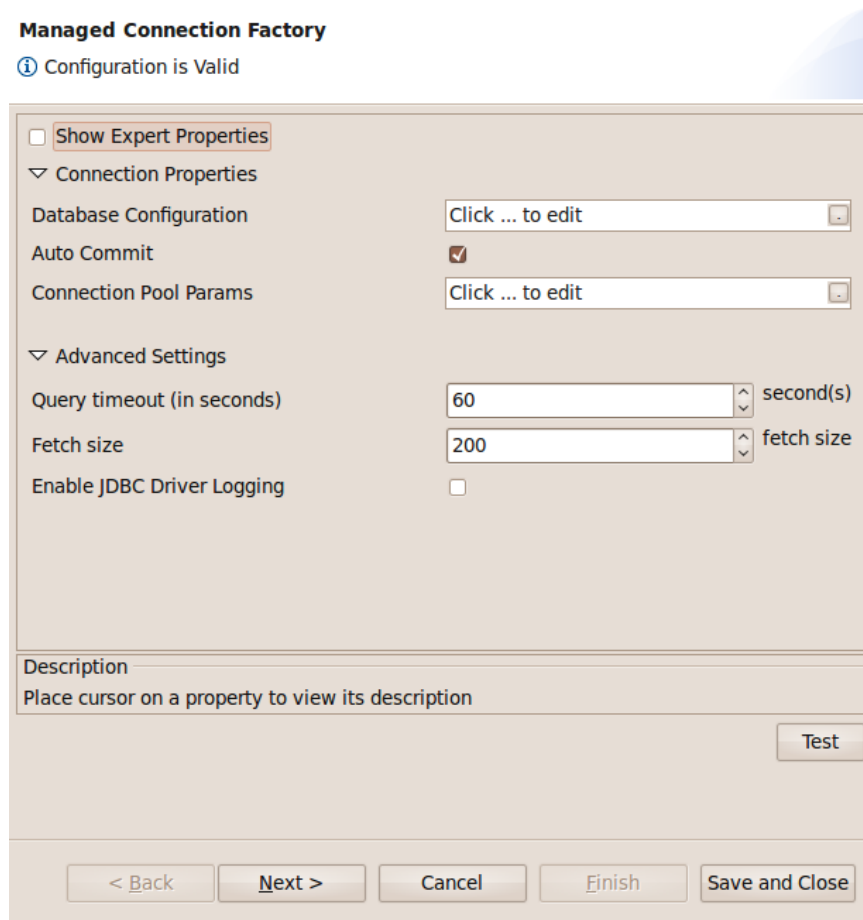 Managed Connection Factory
Configuration is Valid
Show Expert Properties
Connection Properties
Database Configuration Click ... to edit .
Auto Commit
Connection Pool Params Click ... to edit .
Advanced Settings
Query timeout (in seconds) 60 second(s)
Fetch size 200 fetch size
Enable JDBC Driver Logging
Description
Place cursor on a property to view its description
Test
< Back Next > Cancel Finish Save and Close